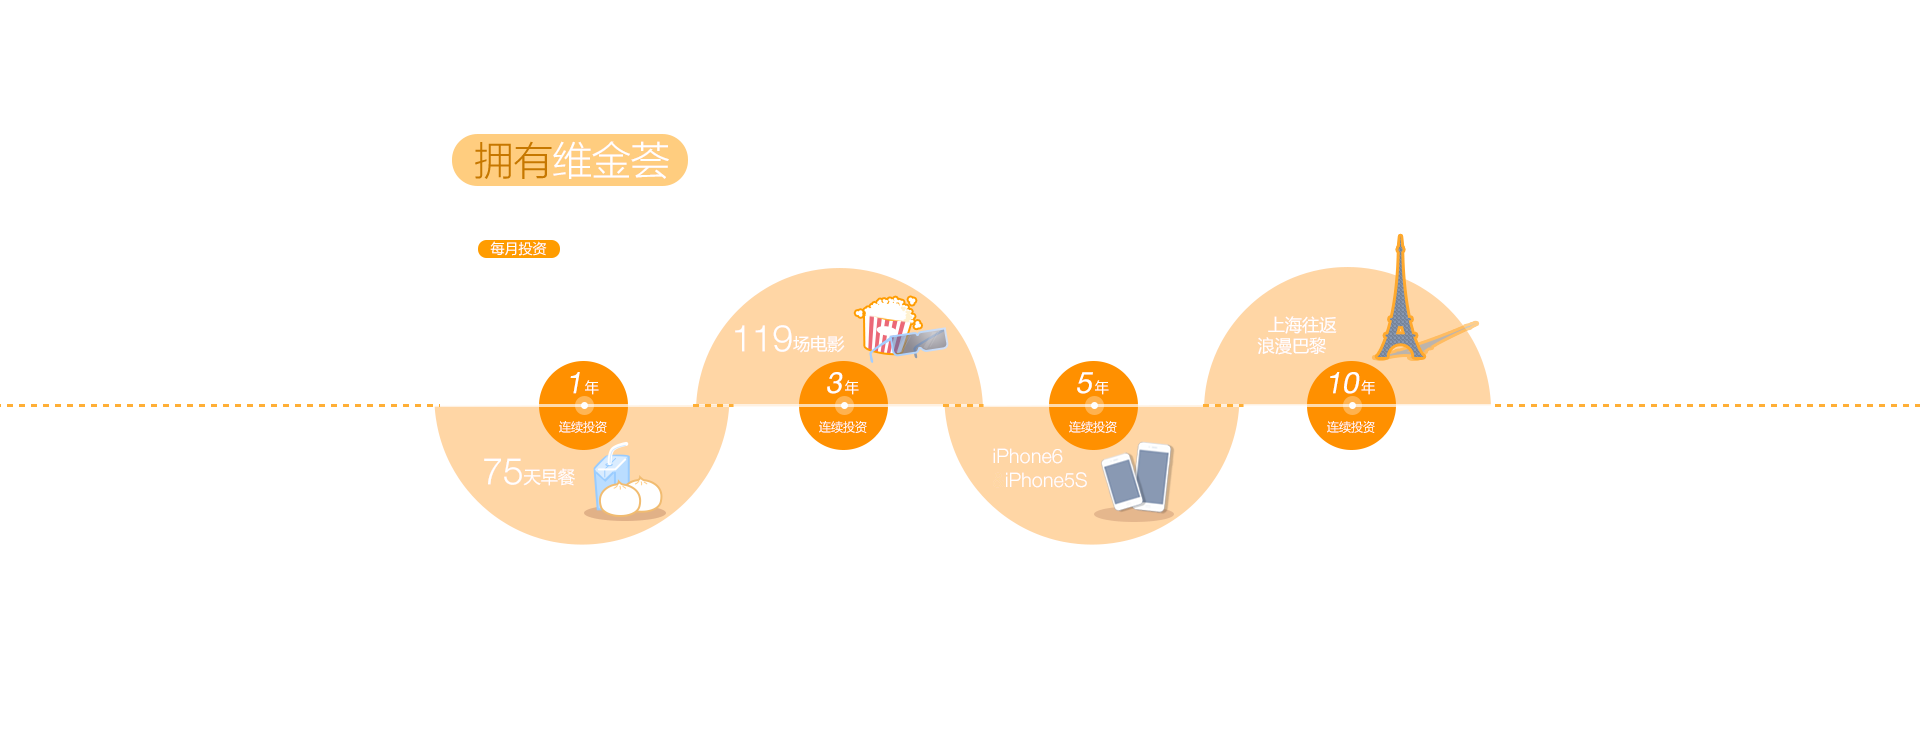 拥有维金荟
每月投资
1年
连续投资
75天早餐
119场电影
3年
连续投资
5年
连续投资
iPhone6
iPhone5S
上海往返
浪漫巴黎
10年
连续投资